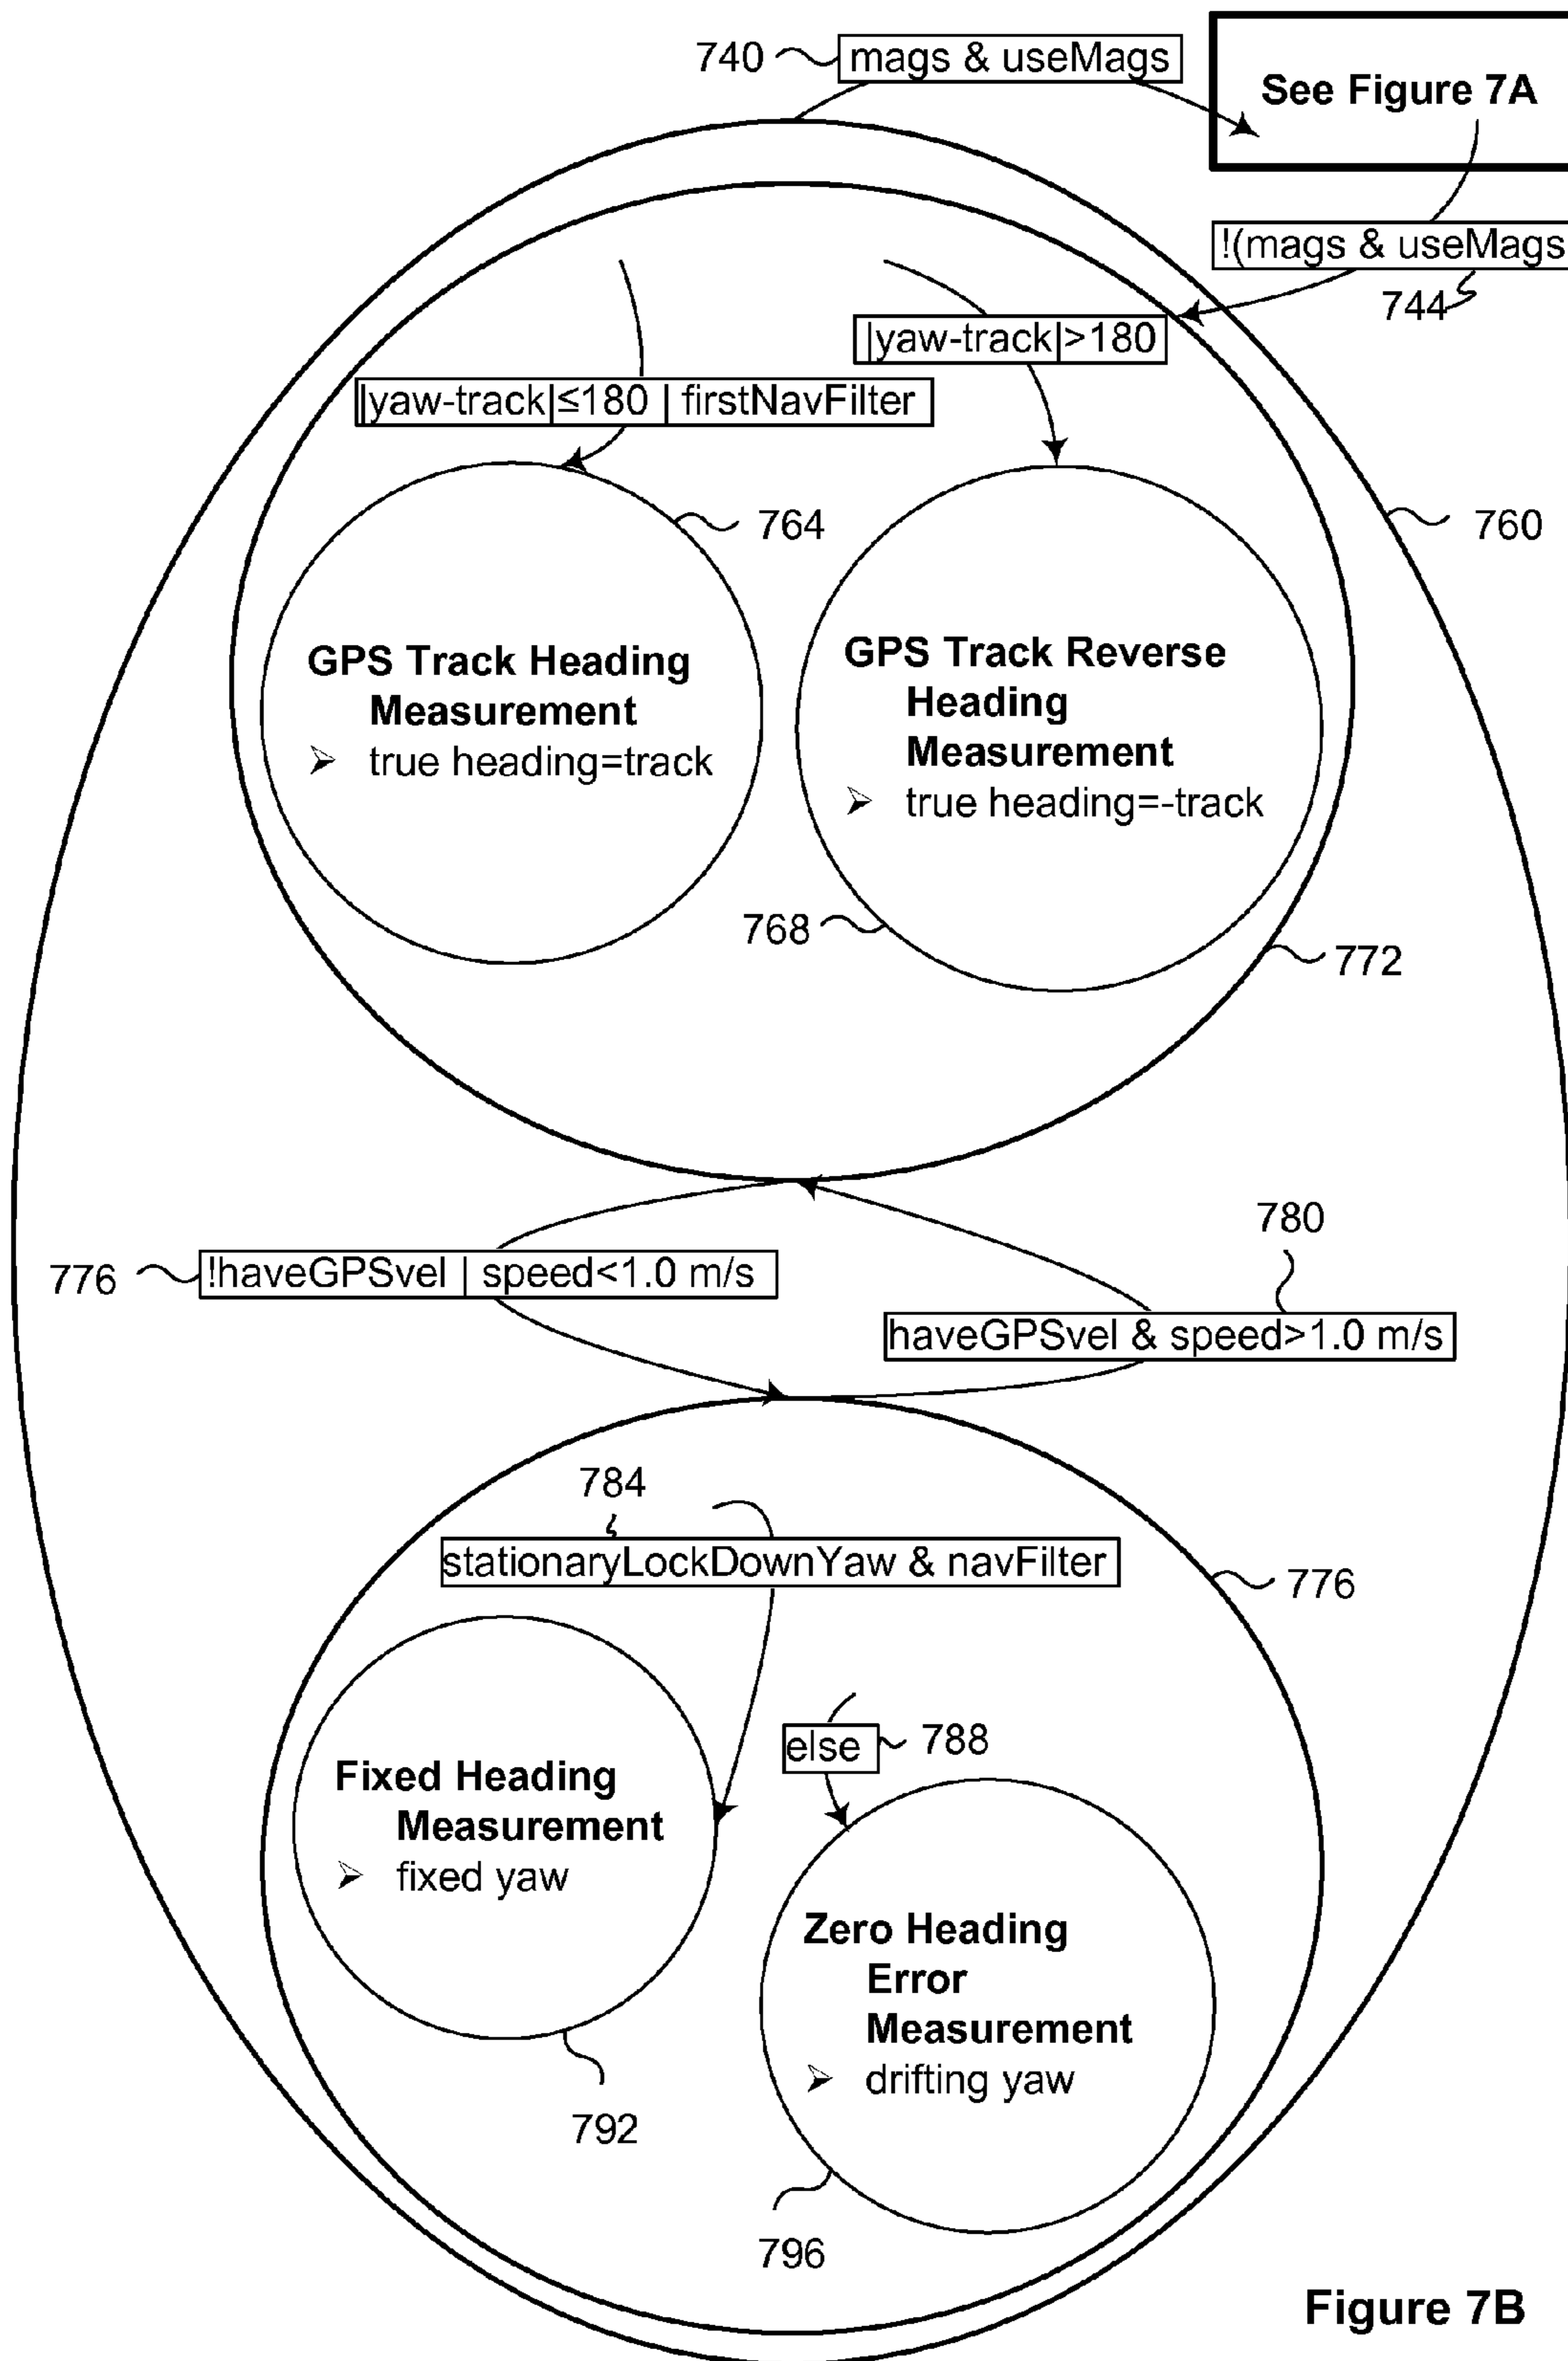 740
mags & useMags
See Figure 7A
!(mags & useMags
744
|yaw-track|>180
|yaw-track|≤180 | firstNavFilter
764
760
GPS Track Heading
Measurement
➢ true heading=track
GPS Track Reverse
Heading
Measurement
➢ true heading=-track
768
772
780
776
!haveGPSvel | speed<1.0 m/s
haveGPSvel & speed>1.0 m/s
784
stationaryLockDownYaw & navFilter
776
else
788
Fixed Heading
Measurement
➢ fixed yaw
Zero Heading
Error
Measurement
➢ drifting yaw
792
796
Figure 7B